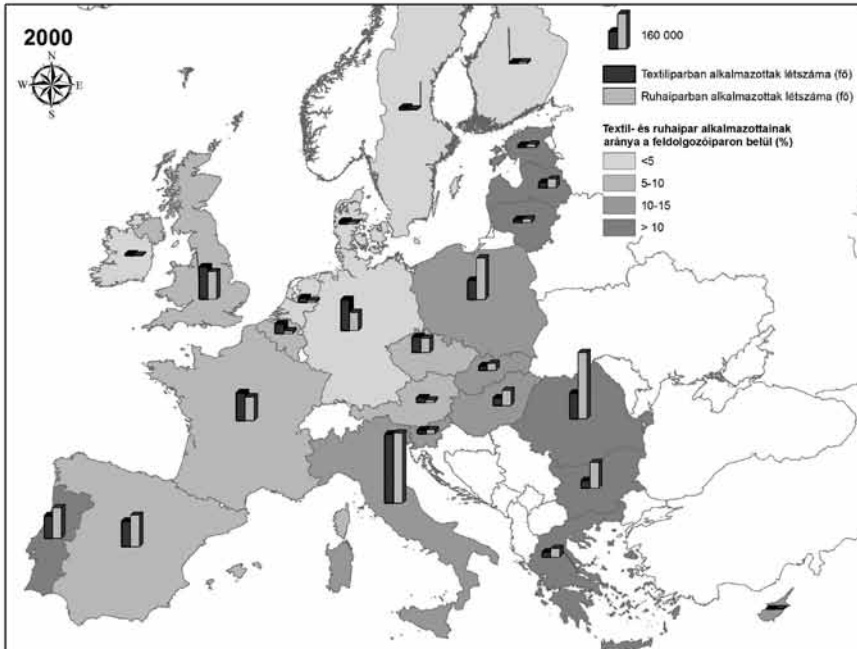 2000
N
W E
S
160 000
Textiliparban alkalmazottak létszáma (fő)
Ruhaiparban alkalmazottak létszáma (fő)
Textil- és ruhaipar alkalmazottainak
aránya a feldolgozóiparon belül (%)
<5
5-10
10-15
> 10